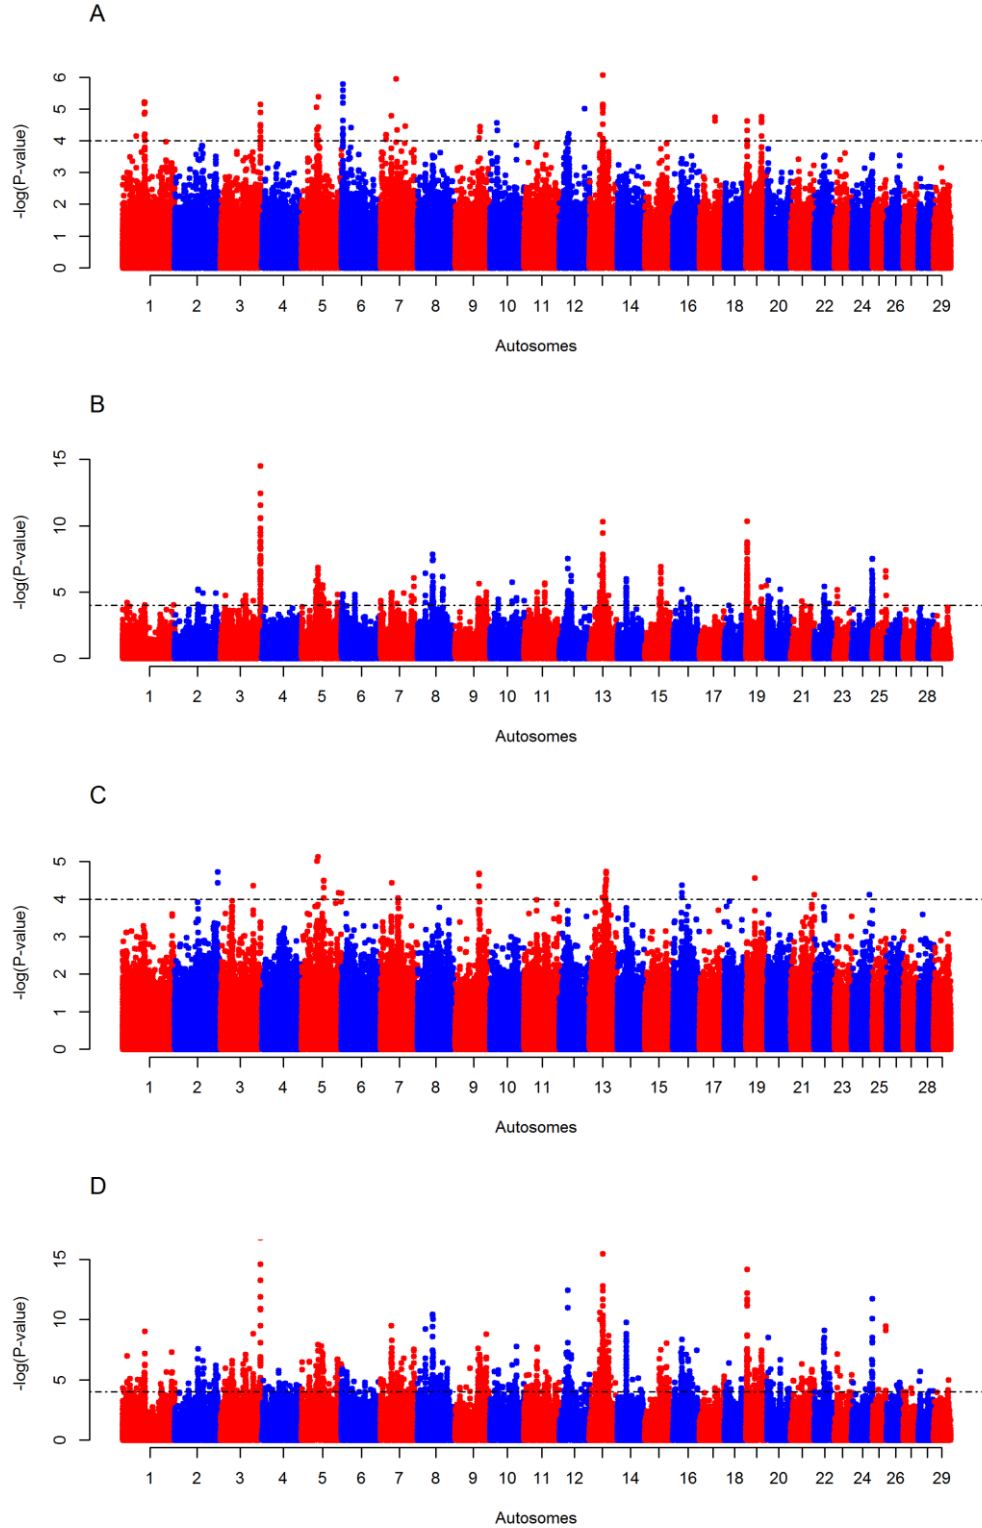 A
6
5
4
3
2
1
0
-log(P-value)
1 2 3 4 5 6 7 8 9 10 11 12 13 14 16 18 20 22 24 26 29
Autosomes
B
15
10
5
0
-log(P-value)
1 2 3 4 5 6 7 8 9 10 11 12 13 15 17 19 21 23 25 28
Autosomes
C
5
4
3
2
1
0
-log(P-value)
1 2 3 4 5 6 7 8 9 10 11 13 15 17 19 21 23 25 28
Autosomes
D
15
10
5
0
-log(P-value)
1 2 3 4 5 6 7 8 9 10 11 12 14 16 18 20 22 24 26 29
Autosomes